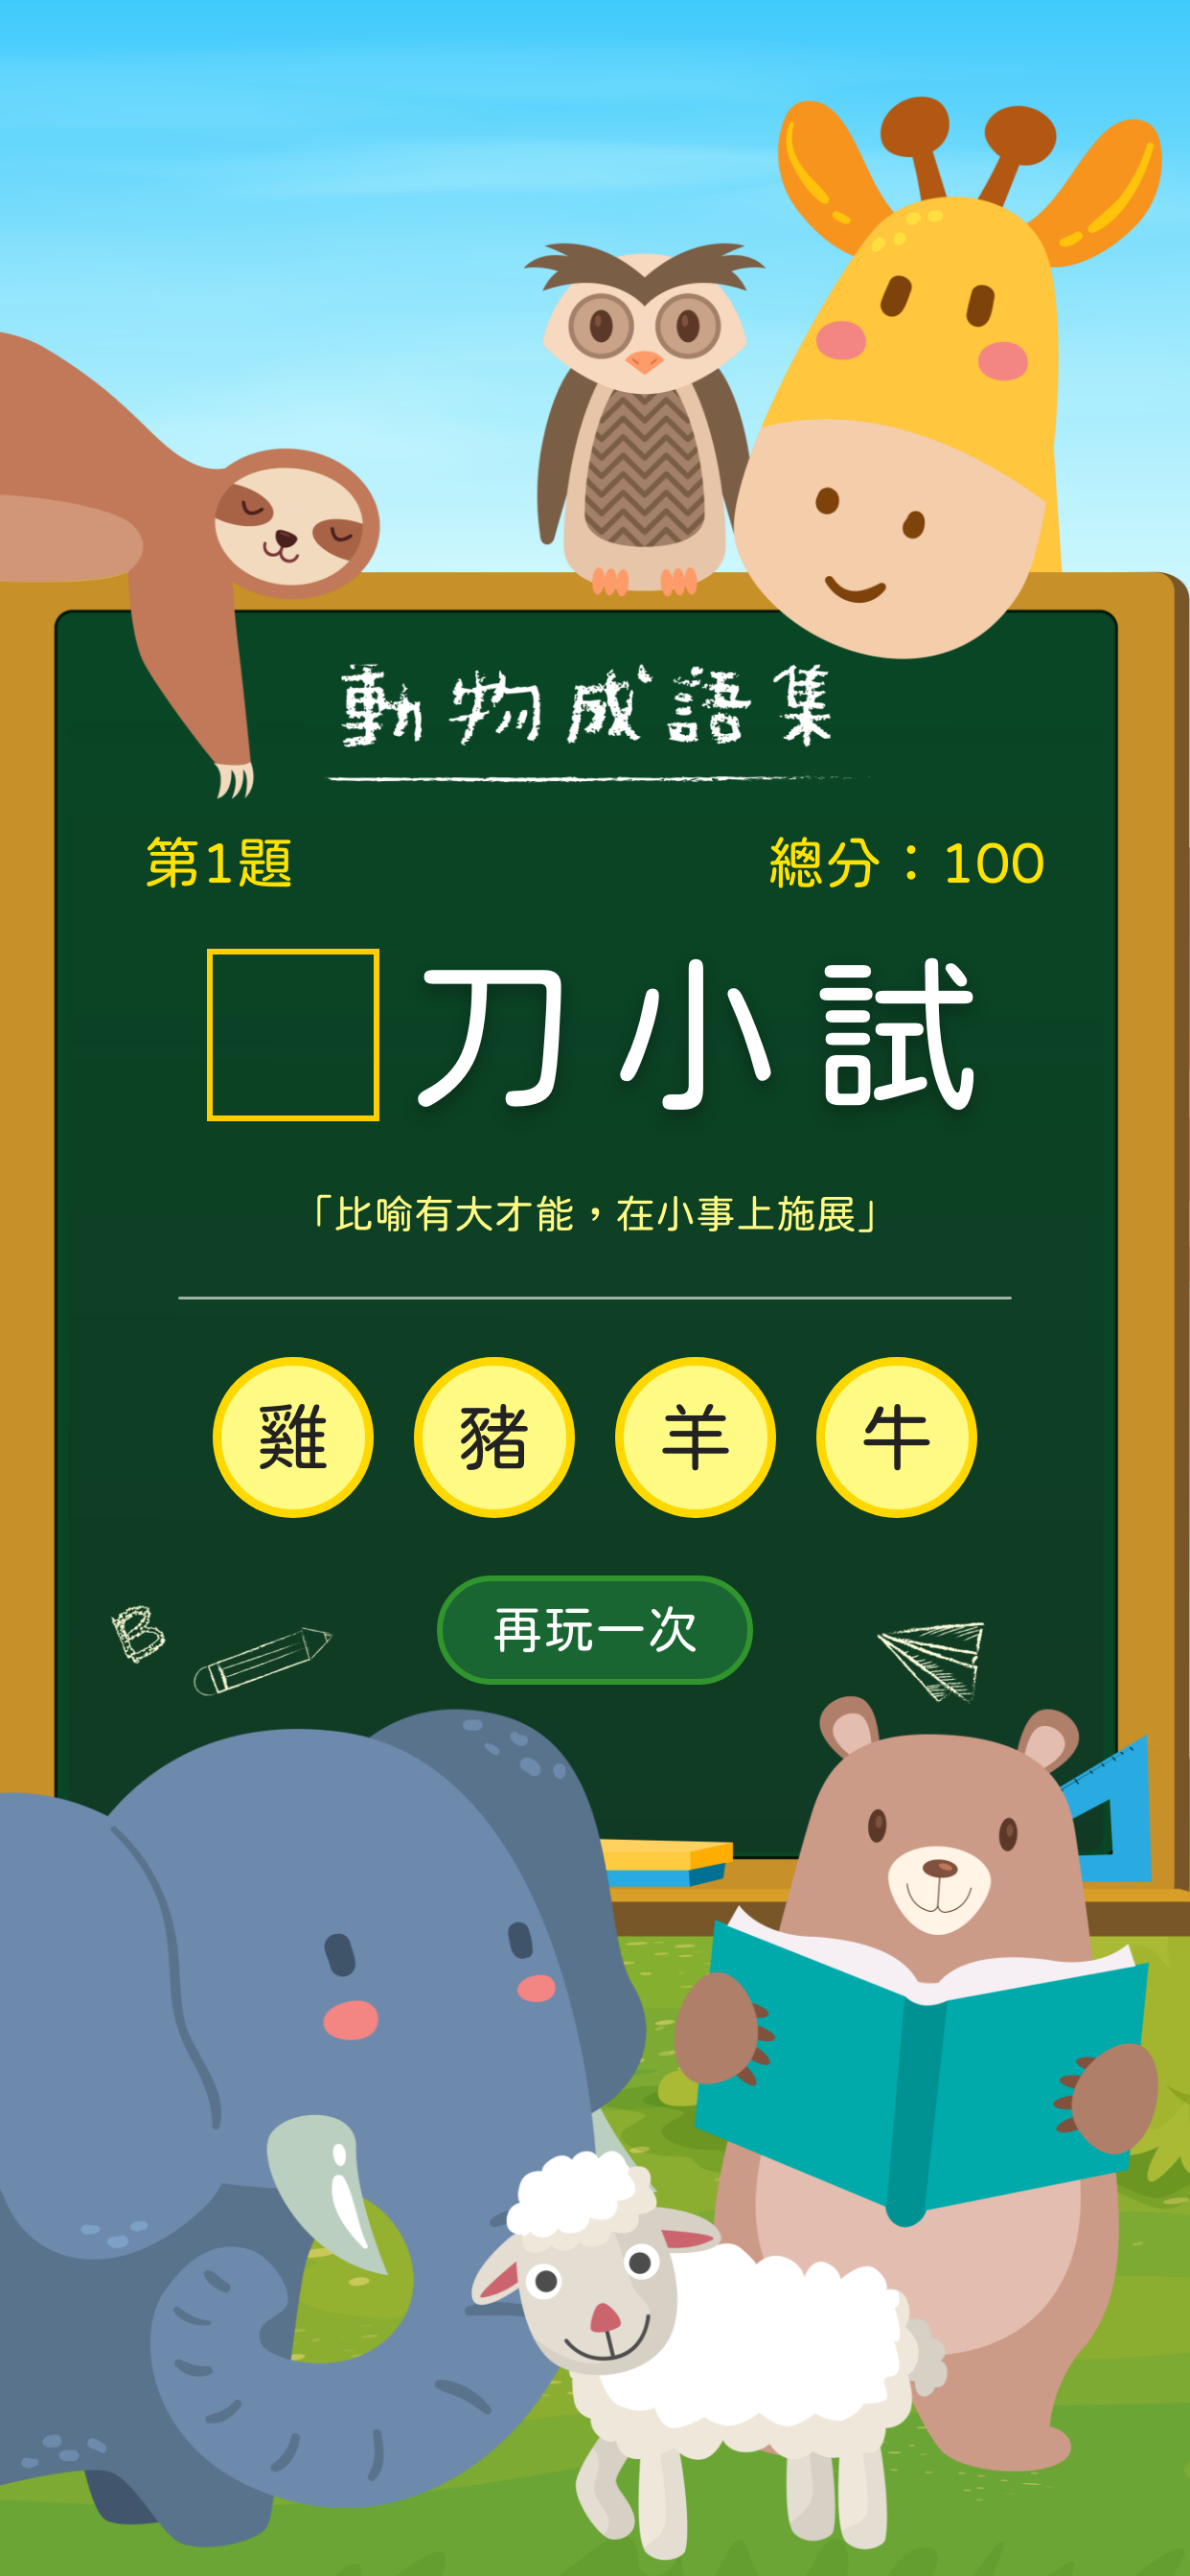 動物成語集
第1題 總分：100
刀小試
「比喻有大才能，在小事上施展」
雞 豬 羊 牛
再玩一次
B